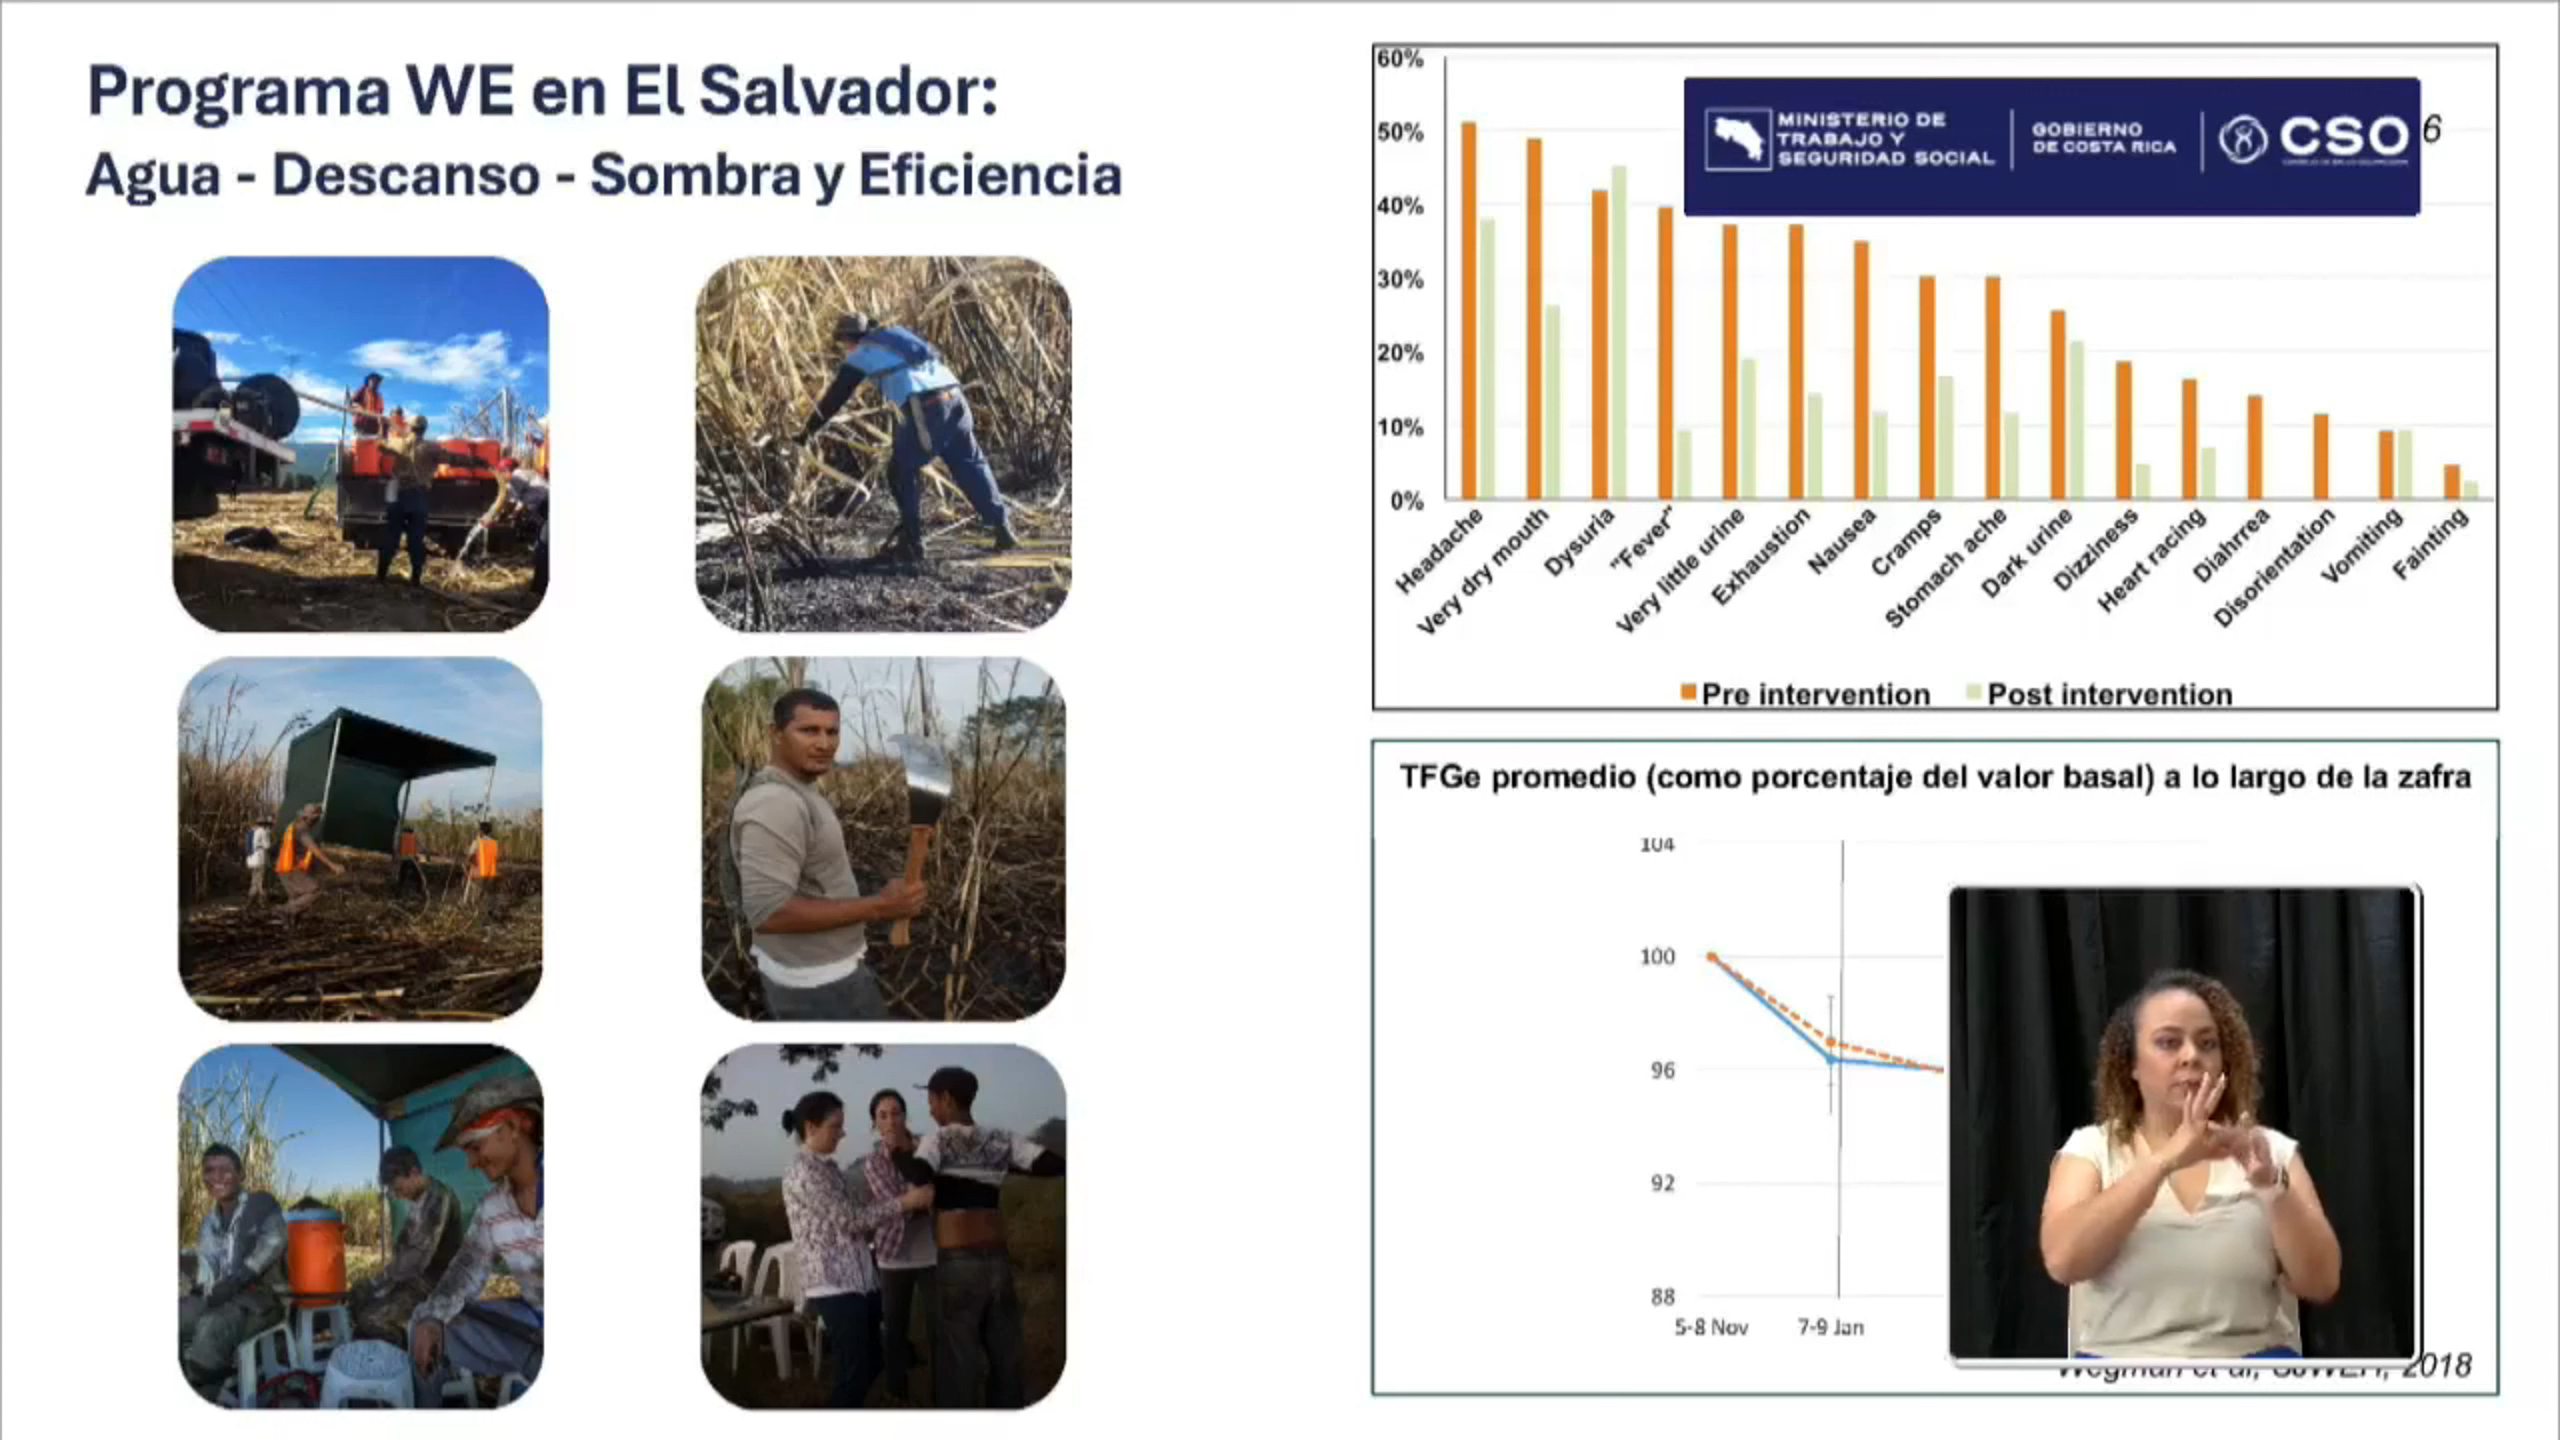 Programa WE en El Salvador:
Agua - Descanso - Sombra y Eficiencia
60%
50%
40%
30%
20%
10%
0%
MINISTERIO DE
TRABAJO Y
SEGURIDAD SOCIAL
GOBIERNO
DE COSTA RICA
CSO
6
Headache
Very dry mouth
Dysuria
"Fever"
Very little urine
Exhaustion
Nausea
Cramps
Stomach ache
Dark urine
Dizziness
Heart racing
Diahrrea
Disorientation
Vomiting
Fainting
Pre intervention Post intervention
TFGe promedio (como porcentaje del valor basal) a lo largo de la zafra
104
100
96
92
88
5-8 Nov 7-9 Jan
2018